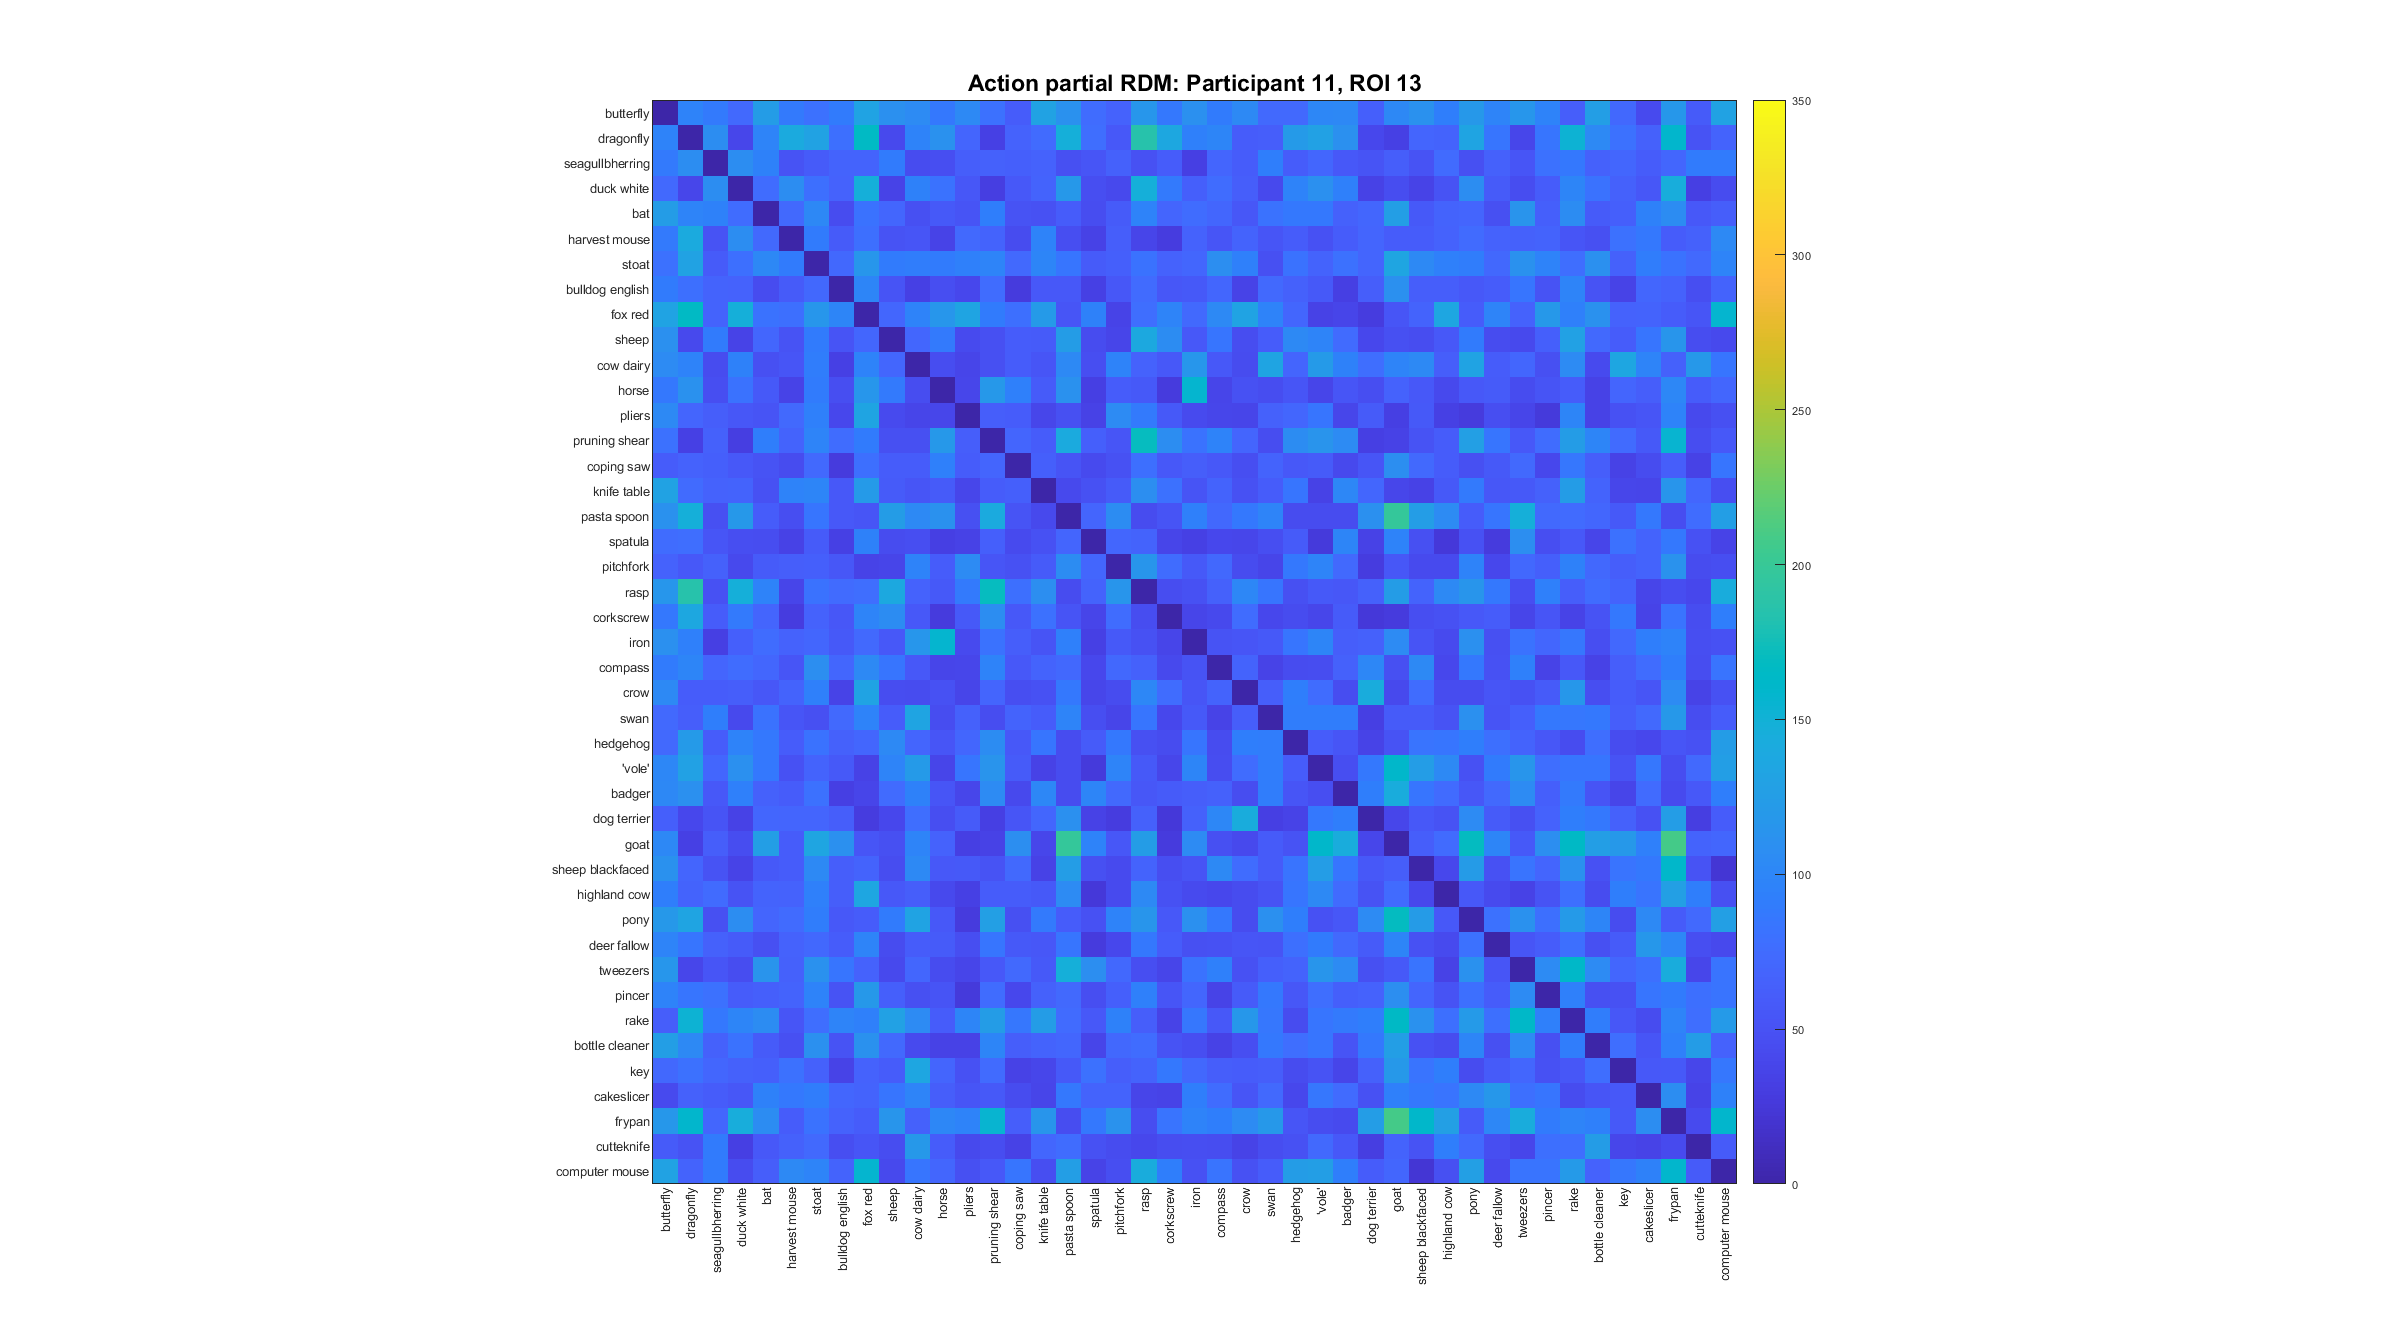 Action partial RDM: Participant 11, ROI 13
butterfly
dragonfly
seagullbherring
duck white
bat
harvest mouse
stoat
bulldog english
fox red
sheep
cow dairy
horse
pliers
pruning shear
coping saw
knife table
pasta spoon
spatula
pitchfork
rasp
corkscrew
iron
compass
crow
swan
hedgehog
'vole'
badger
dog terrier
goat
sheep blackfaced
highland cow
pony
deer fallow
tweezers
pincer
rake
bottle cleaner
key
cakeslicer
frypan
cutteknife
computer mouse
butterfly
dragonfly
seagullbherring
duck white
bat
harvest mouse
stoat
bulldog english
fox red
sheep
cow dairy
horse
pliers
pruning shear
coping saw
knife table
pasta spoon
spatula
pitchfork
rasp
corkscrew
iron
compass
crow
swan
hedgehog
'vole'
badger
dog terrier
goat
sheep blackfaced
highland cow
pony
deer fallow
tweezers
pincer
rake
bottle cleaner
key
cakeslicer
frypan
cutteknife
computer mouse
350
300
250
200
150
100
50
0